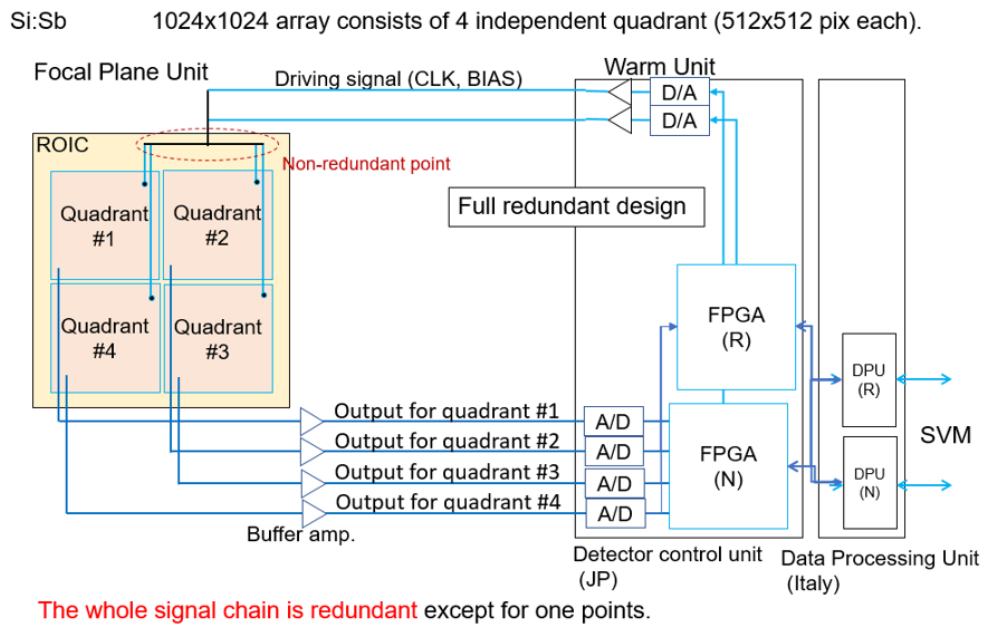 Si:Sb 1024x1024 array consists of 4 independent quadrant (512x512 pix each).
Focal Plane Unit
Driving signal (CLK, BIAS)
Warm Unit
D/A
D/A
ROIC
Non-redundant point
Full redundant design
Quadrant
#1
Quadrant
#2
Quadrant
#4
Quadrant
#3
FPGA
(R)
DPU
(R)
FPGA
(N)
DPU
(N)
SVM
Output for quadrant #1
A/D
Output for quadrant #2
A/D
Output for quadrant #3
A/D
Output for quadrant #4
A/D
Buffer amp.
Detector control unit
(JP)
Data Processing Unit
(Italy)
The whole signal chain is redundant except for one points.